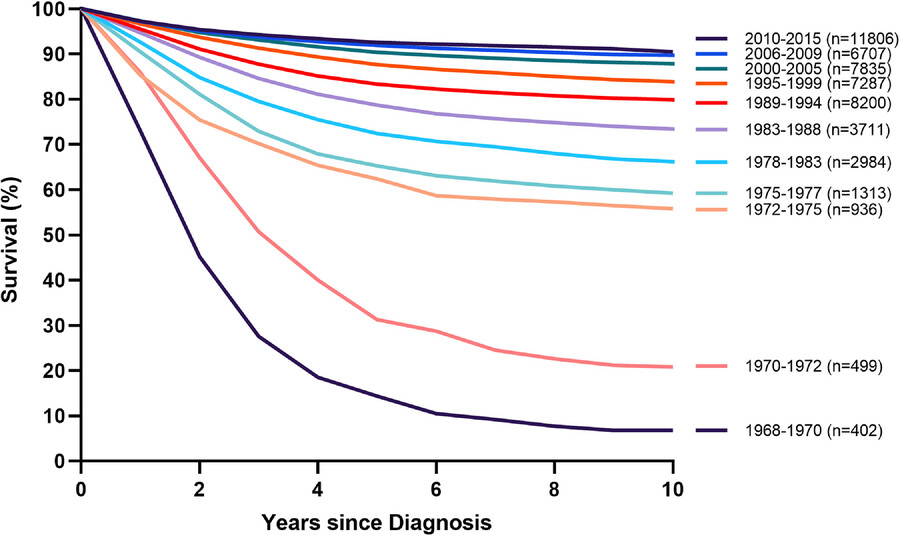 100
90
80
70
60
50
40
30
20
10
0
Survival (%)
0 2 4 6 8 10
Years since Diagnosis
2010-2015 (n=11806)
2006-2009 (n=6707)
2000-2005 (n=7835)
1995-1999 (n=7287)
1989-1994 (n=8200)
1983-1988 (n=3711)
1978-1983 (n=2984)
1975-1977 (n=1313)
1972-1975 (n=936)
1970-1972 (n=499)
1968-1970 (n=402)